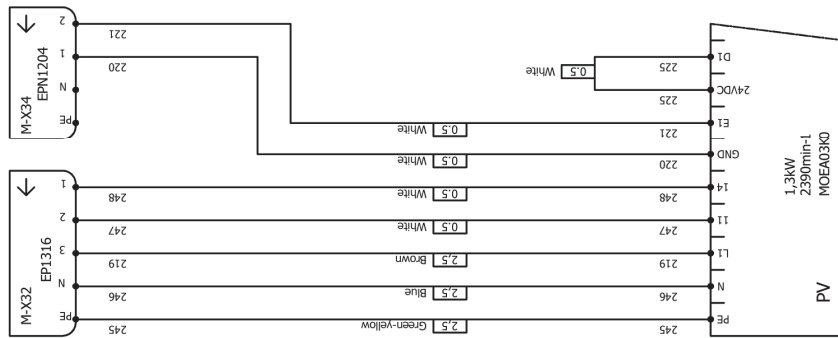 M-X34
EPN1204
2
1
N
PE
221
220
White 0.5
White 0.5
White 0.5
225
225
221
220
D1
24VDC
E1
GND
M-X32
EP1316
1
2
3
N
PE
248
247
219
246
245
White 0.5
White 0.5
Brown 2,5
Blue 2,5
Green-yellow 2,5
248
247
219
246
245
14
11
L1
N
PE
1,3kW
2390min-1
MOEA03K0
PV